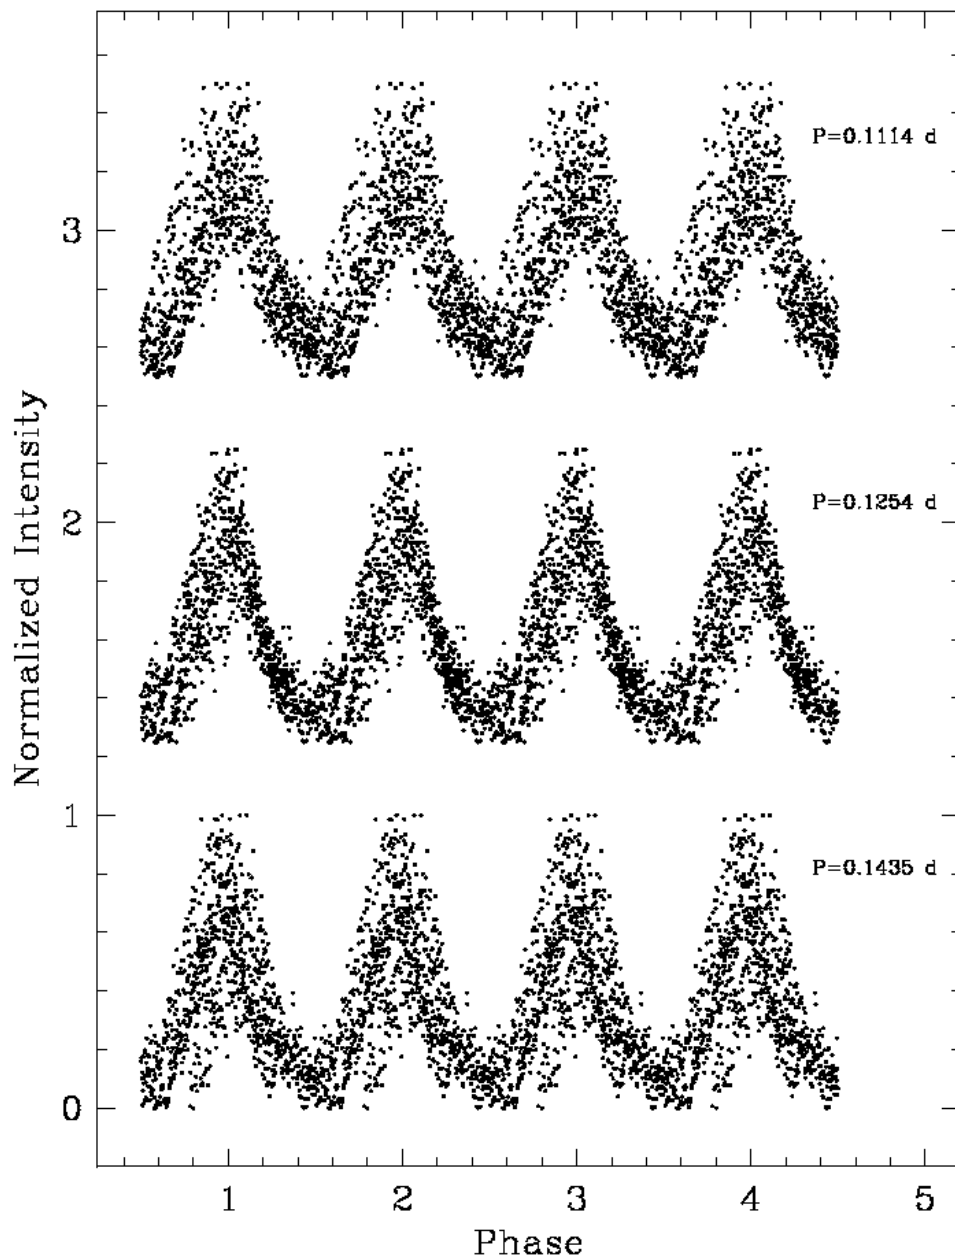 P=0.1114 d
3
P=0.1254 d
2
1
P=0.1435 d
0
Normalized Intensity
1 2 3 4 5
Phase